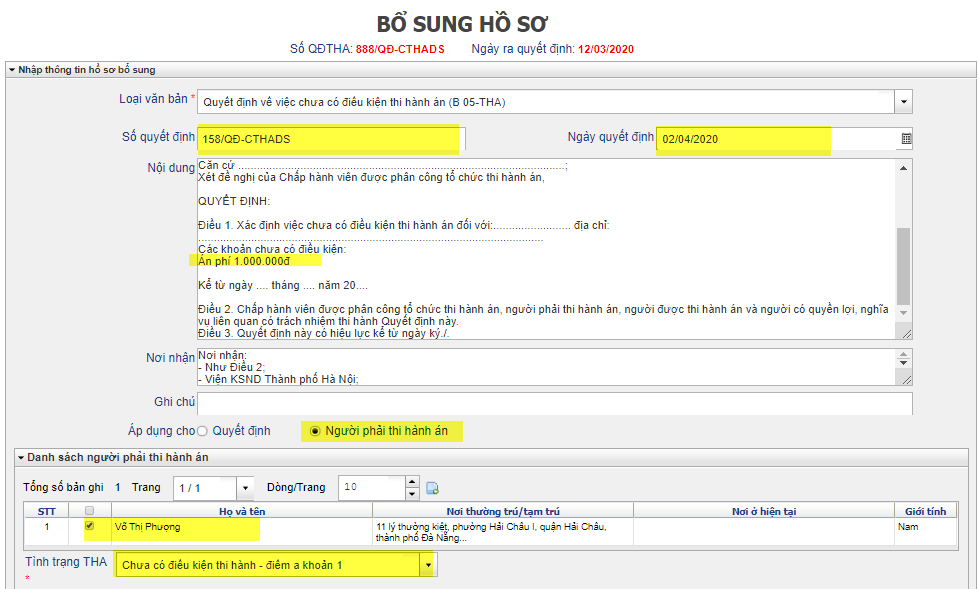 BỔ SUNG HỒ SƠ
Số QĐTHA: 888/QĐ-CTHADS Ngày ra quyết định: 12/03/2020
Nhập thông tin hồ sơ bổ sung
Loại văn bản * Quyết định về việc chưa có điều kiện thi hành án (B 05-THA)
Số quyết định 158/QĐ-CTHADS Ngày quyết định 02/04/2020
Nội dung Căn cứ ..........................................................................................................;
Xét đề nghị của Chấp hành viên được phân công tổ chức thi hành án,
QUYẾT ĐỊNH:
Điều 1. Xác định việc chưa có điều kiện thi hành án đối với:......................... địa chỉ:
...............................................................................................................
Các khoản chưa có điều kiện:
Án phí 1.000.000đ
Kể từ ngày .... tháng .... năm 20....
Điều 2. Chấp hành viên được phân công tổ chức thi hành án, người phải thi hành án, người được thi hành án và người có quyền lợi, nghĩa
vụ liên quan có trách nhiệm thi hành Quyết định này.
Điều 3. Quyết định này có hiệu lực kể từ ngày ký./.
Nơi nhận Nơi nhận:
- Như Điều 2;
- Viện KSND Thành phố Hà Nội;
Ghi chú
Áp dụng cho Quyết định Người phải thi hành án
Danh sách người phải thi hành án
Tổng số bản ghi 1 Trang 1 / 1 Dòng/Trang 10
STT Họ và tên Nơi thường trú/tạm trú Nơi ở hiện tại Giới tính
1 Võ Thị Phượng 11 lý thường kiệt, phường Hải Châu I, quận Hải Châu, Nam
thành phố Đà Nẵng...
Tình trạng THA Chưa có điều kiện thi hành - điểm a khoản 1
*